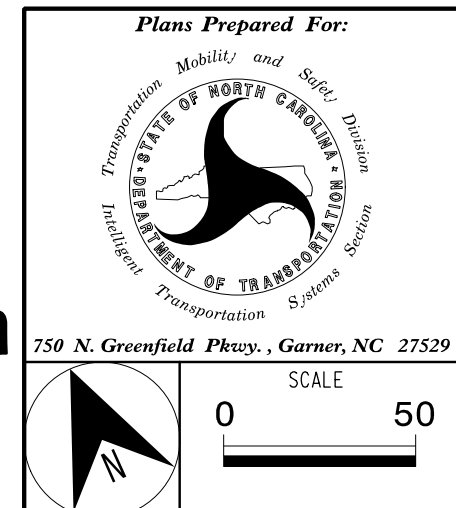 Plans Prepared For:
Transportation Mobility and Safety Division
STATE OF NORTH CAROLINA
DEPARTMENT OF TRANSPORTATION
Intelligent Transportation Systems Section
750 N. Greenfield Pkwy. , Garner, NC 27529
SCALE
0 50
N